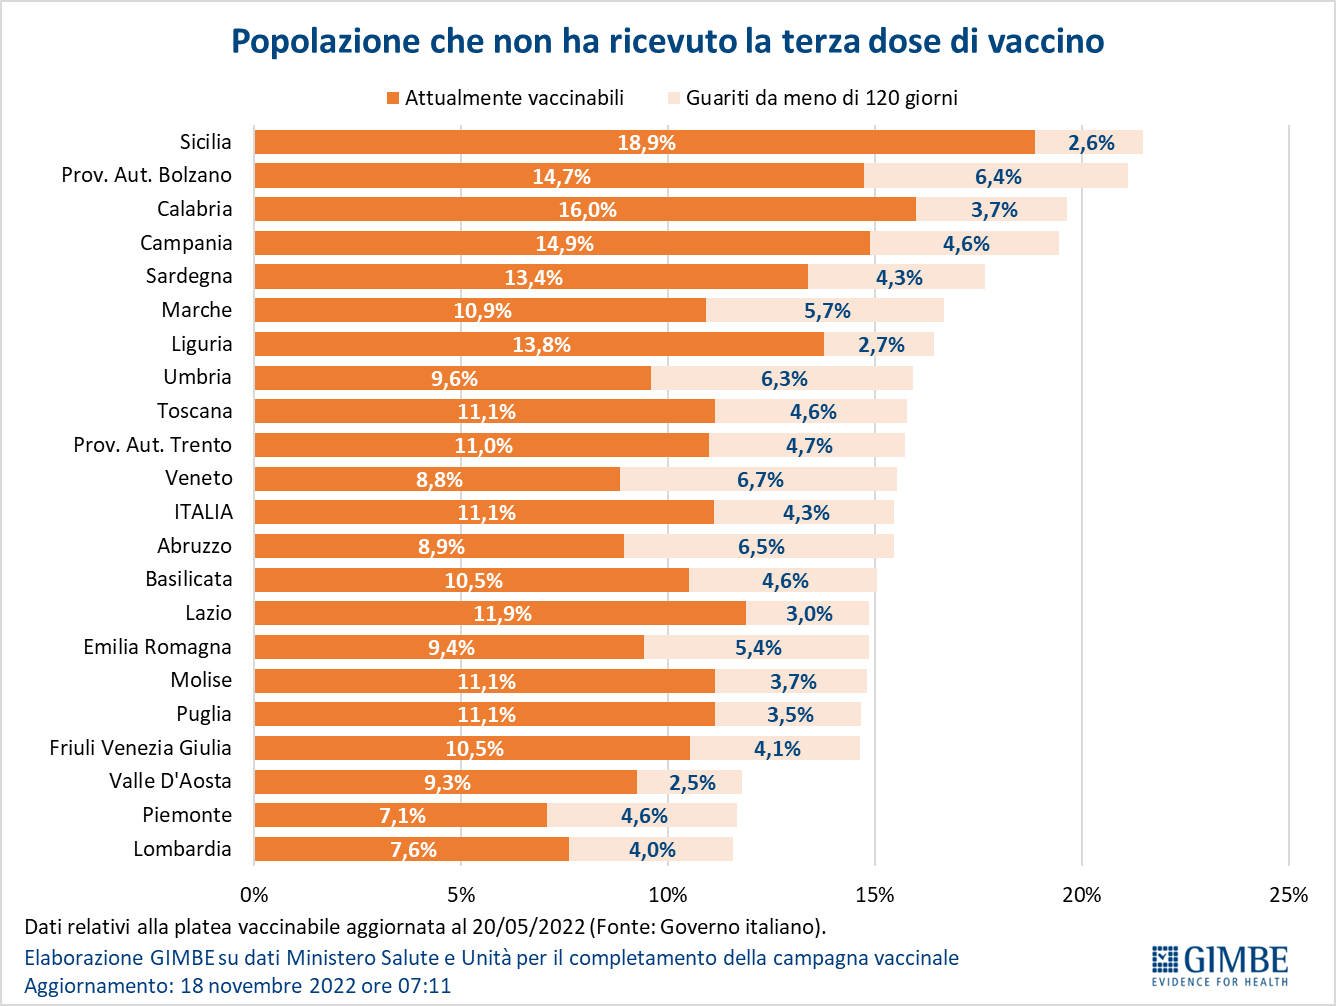 Popolazione che non ha ricevuto la terza dose di vaccino
Attualmente vaccinabili Guariti da meno di 120 giorni
Sicilia 18,9% 2,6%
Prov. Aut. Bolzano 14,7% 6,4%
Calabria 16,0% 3,7%
Campania 14,9% 4,6%
Sardegna 13,4% 4,3%
Marche 10,9% 5,7%
Liguria 13,8% 2,7%
Umbria 9,6% 6,3%
Toscana 11,1% 4,6%
Prov. Aut. Trento 11,0% 4,7%
Veneto 8,8% 6,7%
ITALIA 11,1% 4,3%
Abruzzo 8,9% 6,5%
Basilicata 10,5% 4,6%
Lazio 11,9% 3,0%
Emilia Romagna 9,4% 5,4%
Molise 11,1% 3,7%
Puglia 11,1% 3,5%
Friuli Venezia Giulia 10,5% 4,1%
Valle D'Aosta 9,3% 2,5%
Piemonte 7,1% 4,6%
Lombardia 7,6% 4,0%
0% 5% 10% 15% 20% 25%
Dati relativi alla platea vaccinabile aggiornata al 20/05/2022 (Fonte: Governo italiano).
Elaborazione GIMBE su dati Ministero Salute e Unità per il completamento della campagna vaccinale
Aggiornamento: 18 novembre 2022 ore 07:11
GIMBE
EVIDENCE FOR HEALTH